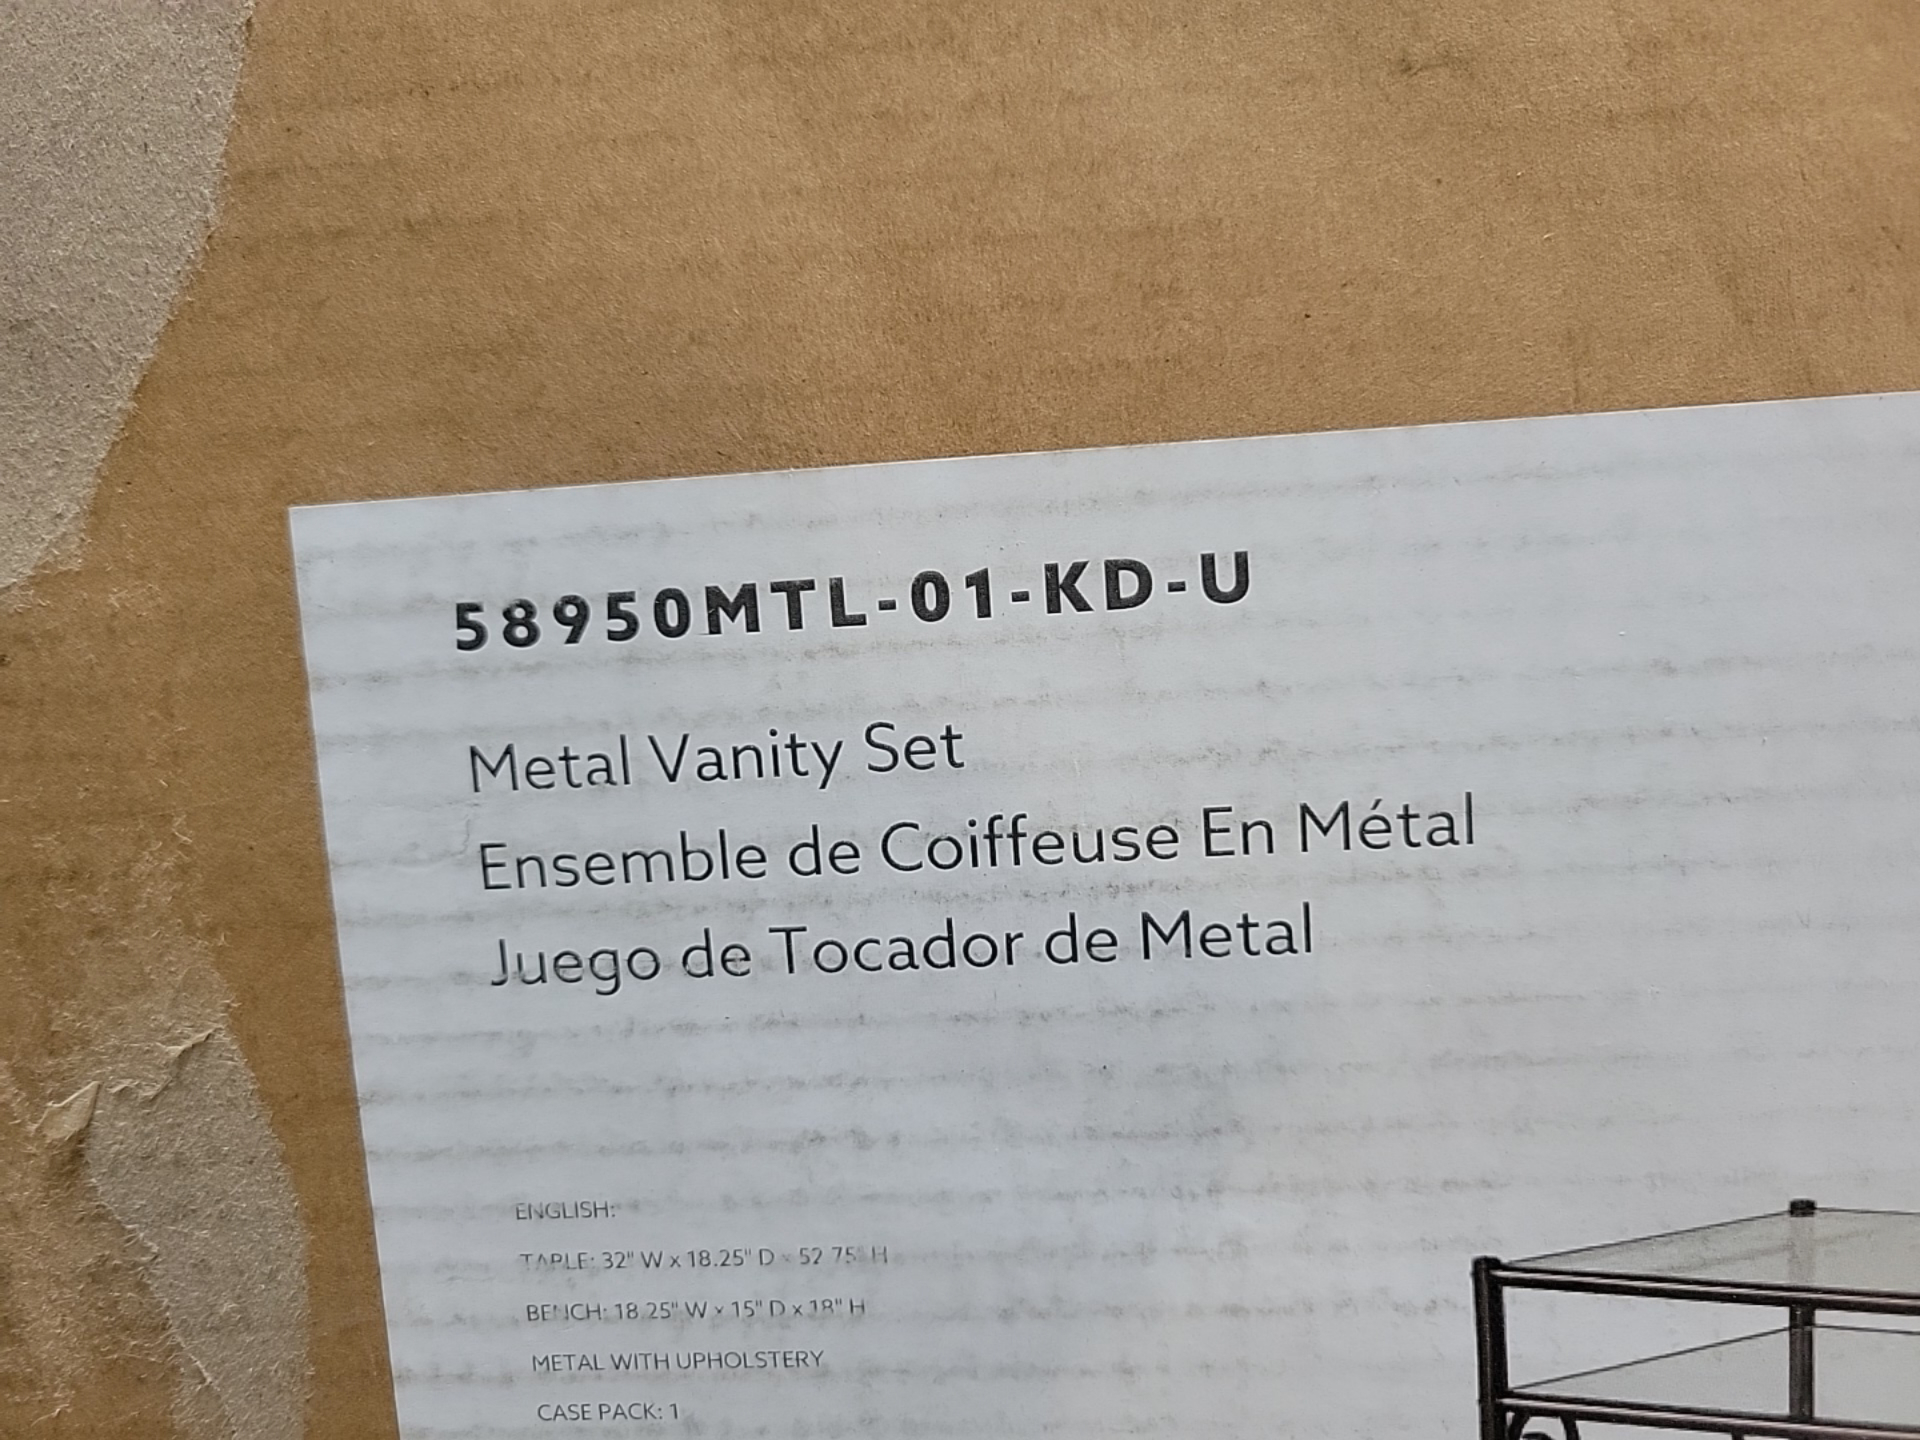 58950MTL-01-KD-U
Metal Vanity Set
Ensemble de Coiffeuse En Métal
Juego de Tocador de Metal
ENGLISH:
TABLE: 32" W x 18.25" D x 52.75" H
BENCH: 18.25" W x 15" D x 18" H
METAL WITH UPHOLSTERY
CASE PACK: 1